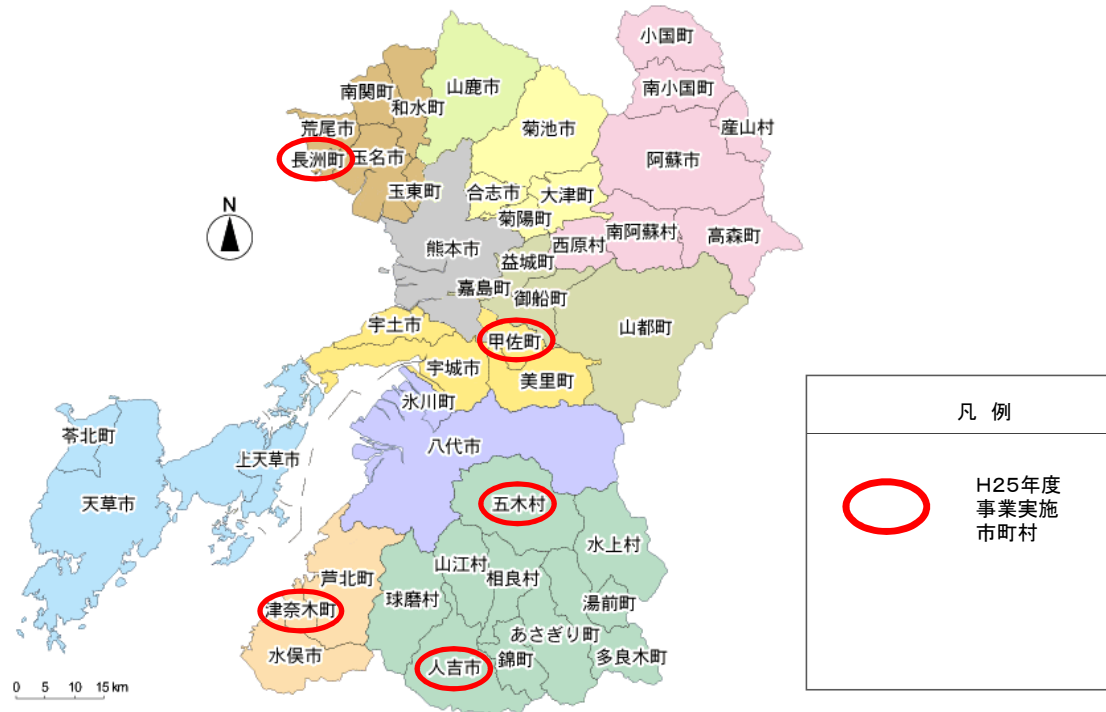 小国町
南小国町
産山村
山鹿市
南関町
和水町
菊池市
荒尾市
長洲町
玉名市
阿蘇市
玉東町
合志市
大津町
菊陽町
N
熊本市
西原村
南阿蘇村
高森町
益城町
嘉島町
御船町
山都町
宇土市
甲佐町
宇城市
美里町
氷川町
苓北町
上天草市
八代市
天草市
五木村
水上村
山江村
相良村
芦北町
球磨村
湯前町
津奈木町
あさぎり町
水俣市
人吉市
錦町
多良木町
0 5 10 15 km
凡 例
H25年度
事業実施
市町村